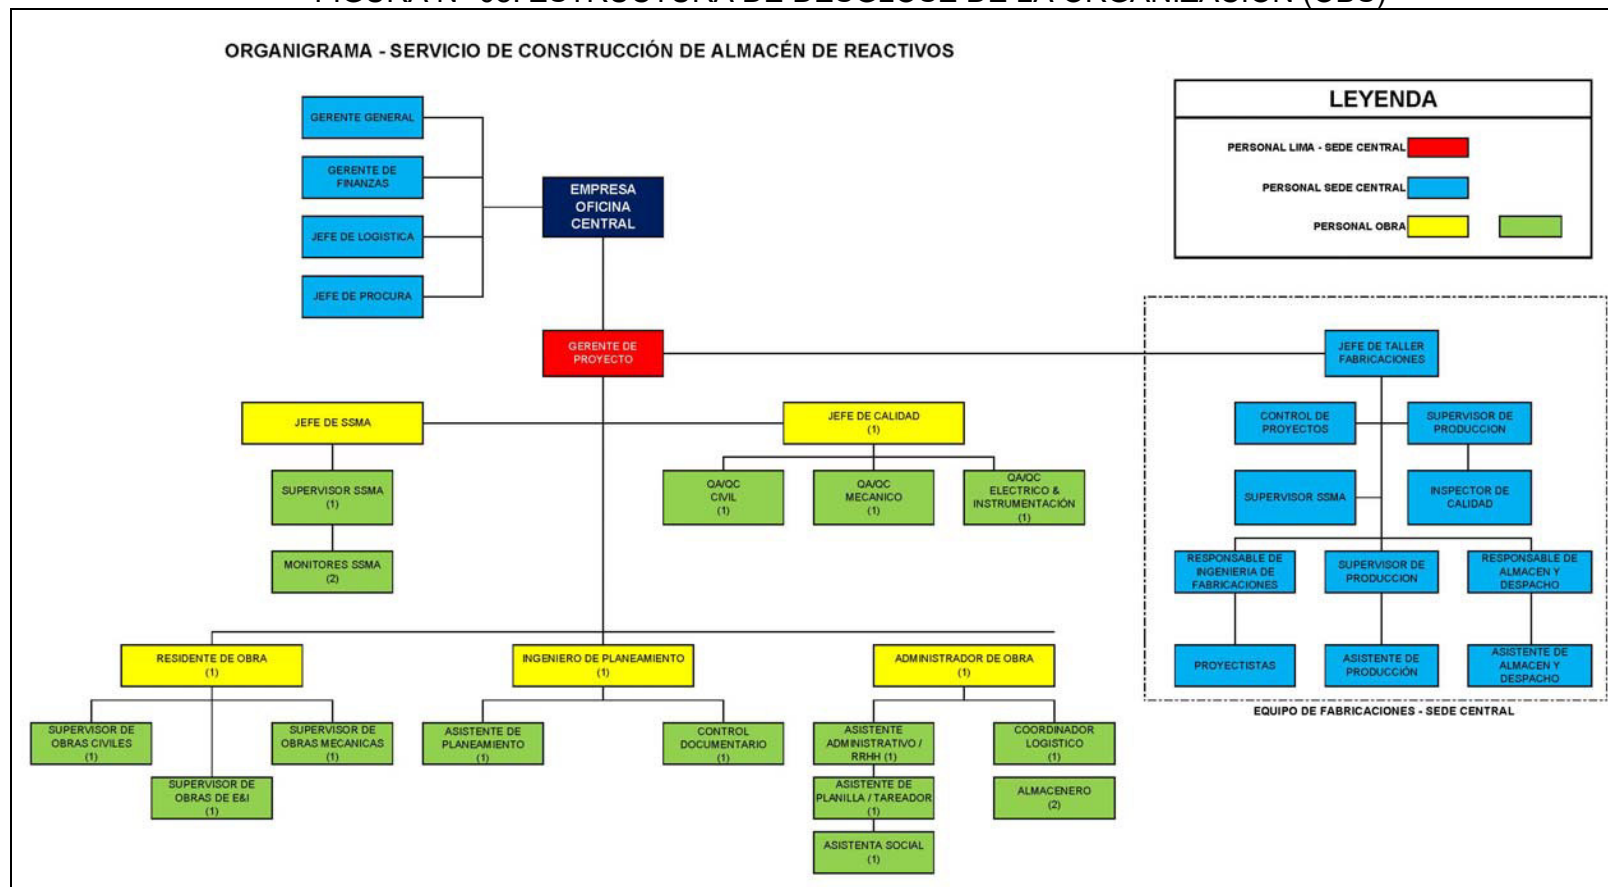 ORGANIGRAMA - SERVICIO DE CONSTRUCCIÓN DE ALMACÉN DE REACTIVOS
LEYENDA
PERSONAL LIMA - SEDE CENTRAL
PERSONAL SEDE CENTRAL
PERSONAL OBRA
GERENTE GENERAL
GERENTE DE
FINANZAS
JEFE DE LOGISTICA
JEFE DE PROCURA
EMPRESA
OFICINA
CENTRAL
GERENTE DE
PROYECTO
JEFE DE SSMA
JEFE DE CALIDAD
(1)
SUPERVISOR SSMA
(1)
MONITORES SSMA
(2)
QA/QC
CIVIL
(1)
QA/QC
MECANICO
(1)
QA/QC
ELECTRICO &
INSTRUMENTACIÓN
(1)
RESIDENTE DE OBRA
(1)
INGENIERO DE PLANEAMIENTO
(1)
ADMINISTRADOR DE OBRA
(1)
SUPERVISOR DE
OBRAS CIVILES
(1)
SUPERVISOR DE
OBRAS DE E&I
(1)
SUPERVISOR DE
OBRAS MECANICAS
(1)
ASISTENTE DE
PLANEAMIENTO
(1)
CONTROL
DOCUMENTARIO
(1)
ASISTENTE
ADMINISTRATIVO /
RRHH (1)
ASISTENTE DE
PLANILLA / TAREADOR
(1)
ASISTENTA SOCIAL
(1)
COORDINADOR
LOGISTICO
(1)
ALMACENERO
(2)
JEFE DE TALLER
FABRICACIONES
CONTROL DE
PROYECTOS
SUPERVISOR DE
PRODUCCION
SUPERVISOR SSMA
INSPECTOR DE
CALIDAD
RESPONSABLE DE
INGENIERIA DE
FABRICACIONES
SUPERVISOR DE
PRODUCCION
RESPONSABLE DE
ALMACEN Y
DESPACHO
PROYECTISTAS
ASISTENTE DE
PRODUCCIÓN
ASISTENTE DE
ALMACEN Y
DESPACHO
EQUIPO DE FABRICACIONES - SEDE CENTRAL